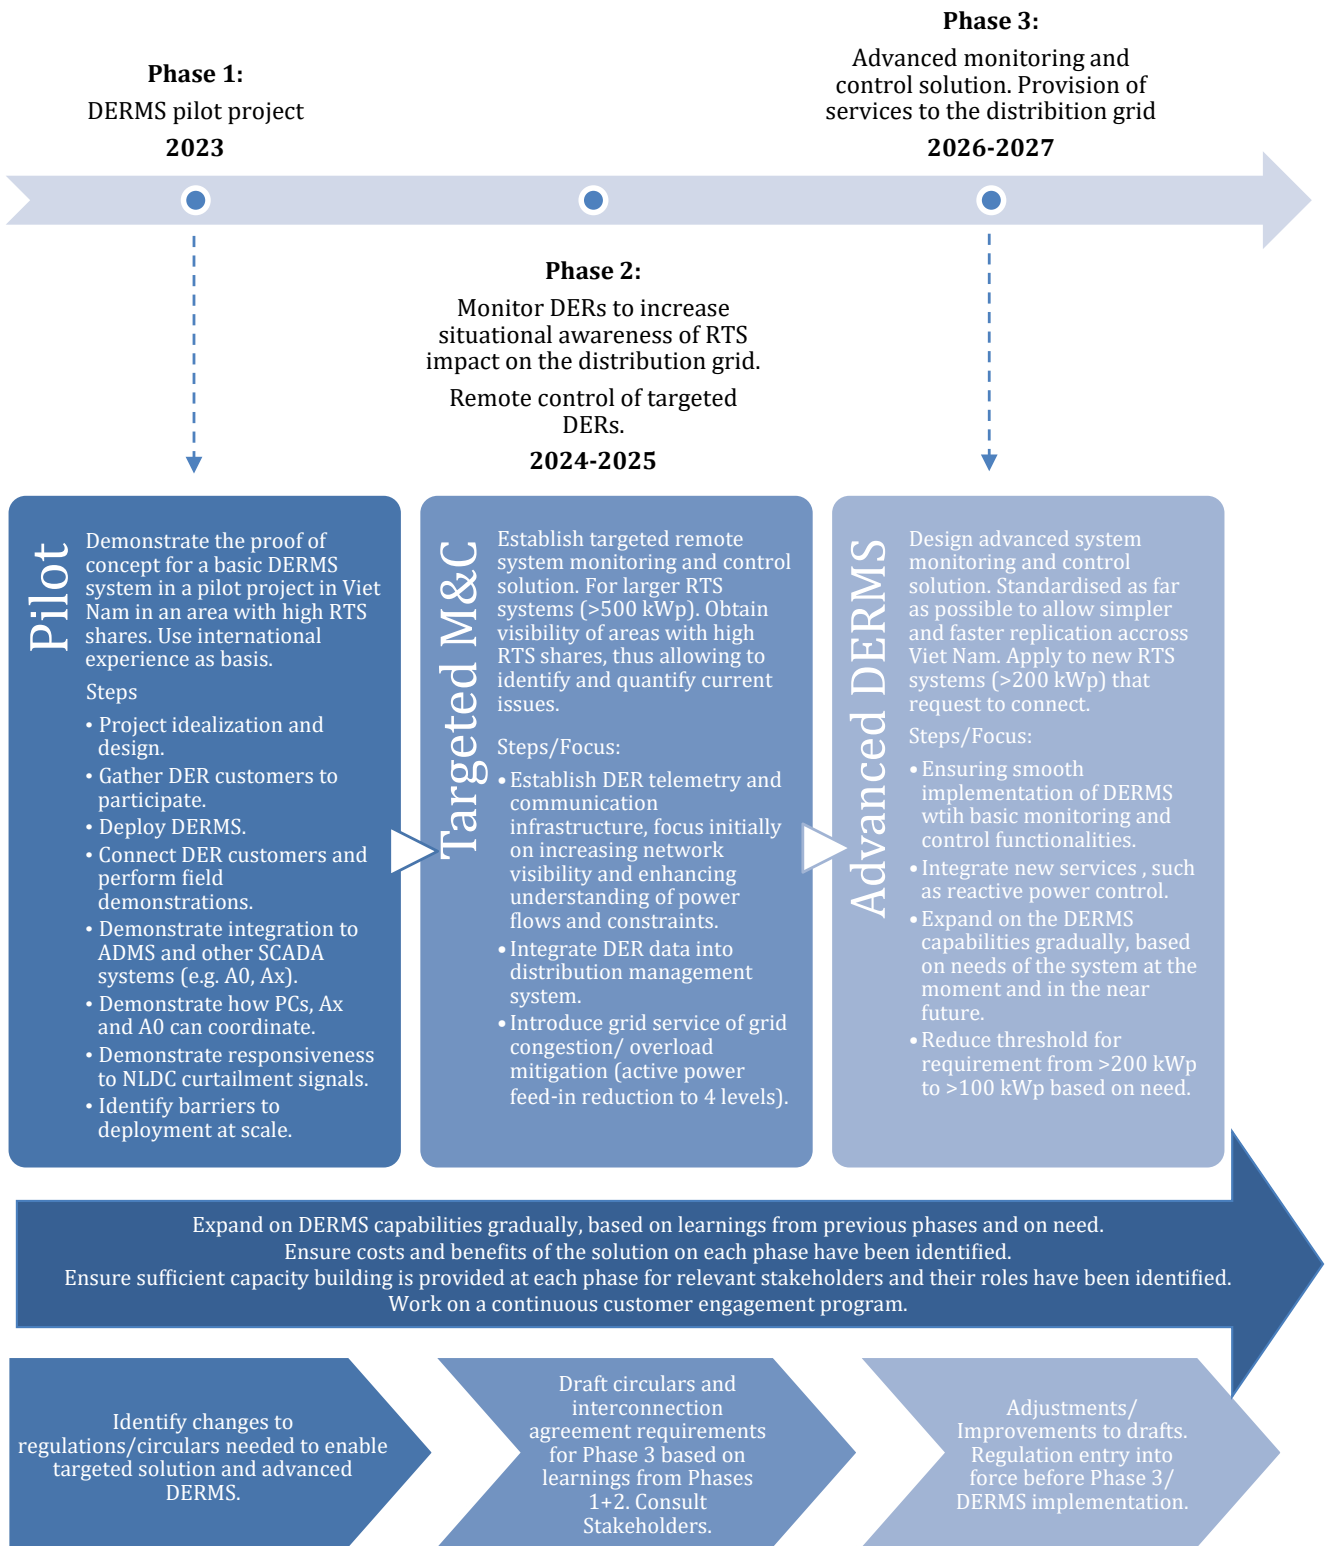 Phase 1:
DERMS pilot project
2023
Phase 3:
Advanced monitoring and
control solution. Provision of
services to the distribition grid
2026-2027
Phase 2:
Monitor DERs to increase
situational awareness of RTS
impact on the distribution grid.
Remote control of targeted
DERs.
2024-2025
Pilot
Demonstrate the proof of
concept for a basic DERMS
system in a pilot project in Viet
Nam in an area with high RTS
shares. Use international
experience as basis.
Steps
• Project idealization and
design.
• Gather DER customers to
participate.
• Deploy DERMS.
• Connect DER customers and
perform field
demonstrations.
• Demonstrate integration to
ADMS and other SCADA
systems (e.g. A0, Ax).
• Demonstrate how PCs, Ax
and A0 can coordinate.
• Demonstrate responsiveness
to NLDC curtailment signals.
• Identify barriers to
deployment at scale.
Targeted M&C
Establish targeted remote
system monitoring and control
solution. For larger RTS
systems (>500 kWp). Obtain
visibility of areas with high
RTS shares, thus allowing to
identify and quantify current
issues.
Steps/Focus:
• Establish DER telemetry and
communication
infrastructure, focus initially
on increasing network
visibility and enhancing
understanding of power
flows and constraints.
• Integrate DER data into
distribution management
system.
• Introduce grid service of grid
congestion/ overload
mitigation (active power
feed-in reduction to 4 levels).
Advanced DERMS
Design advanced system
monitoring and control
solution. Standardised as far
as possible to allow simpler
and faster replication accross
Viet Nam. Apply to new RTS
systems (>200 kWp) that
request to connect.
Steps/Focus:
• Ensuring smooth
implementation of DERMS
wtih basic monitoring and
control functionalities.
• Integrate new services , such
as reactive power control.
• Expand on the DERMS
capabilities gradually, based
on needs of the system at the
moment and in the near
future.
• Reduce threshold for
requirement from >200 kWp
to >100 kWp based on need.
Expand on DERMS capabilities gradually, based on learnings from previous phases and on need.
Ensure costs and benefits of the solution on each phase have been identified.
Ensure sufficient capacity building is provided at each phase for relevant stakeholders and their roles have been identified.
Work on a continuous customer engagement program.
Identify changes to
regulations/circulars needed to enable
targeted solution and advanced
DERMS.
Draft circulars and
interconnection
agreement requirements
for Phase 3 based on
learnings from Phases
1+2. Consult
Stakeholders.
Adjustments/
Improvements to drafts.
Regulation entry into
force before Phase 3/
DERMS implementation.